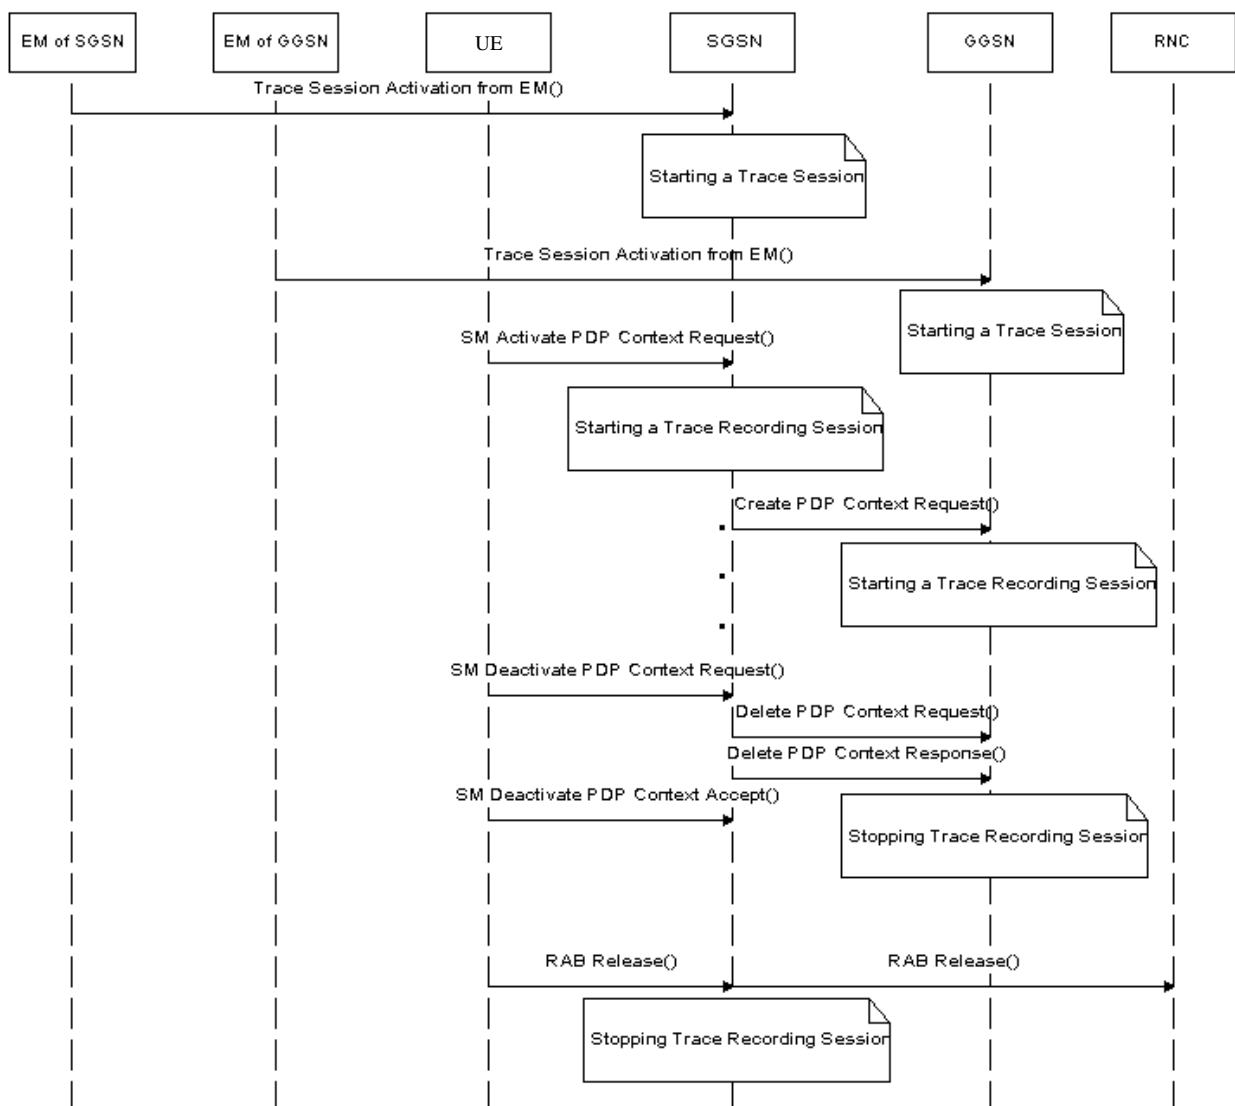 EM of SGSN
EM of GGSN
UE
SGSN
GGSN
RNC
Trace Session Activation from EM()
Starting a Trace Session
Trace Session Activation from EM()
Starting a Trace Session
SM Activate PDP Context Request()
Starting a Trace Recording Session
Create PDP Context Request()
Starting a Trace Recording Session
SM Deactivate PDP Context Request()
Delete PDP Context Request()
Delete PDP Context Response()
SM Deactivate PDP Context Accept()
Stopping Trace Recording Session
RAB Release()
RAB Release()
Stopping Trace Recording Session